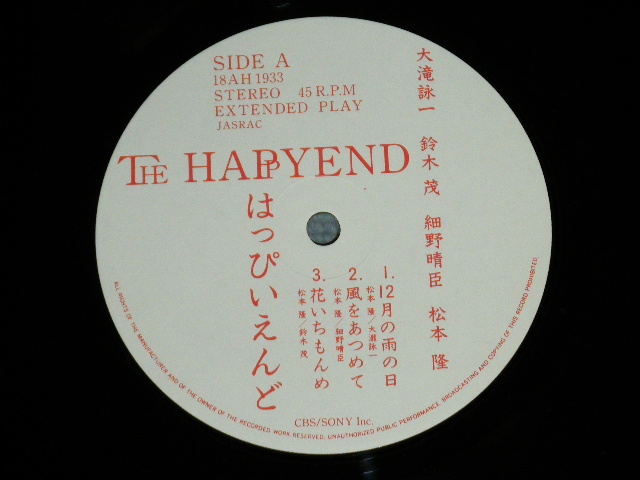 SIDE A
18AH 1933
STEREO 45 R.P.M
EXTENDED PLAY
JASRAC
THE HAPPYEND
はっぴいえんど
大滝詠一 鈴木茂 細野晴臣 松本隆
1. 12月の雨の日
松本 隆/大瀧詠一
2. 風をあつめて
松本 隆/細野晴臣
3. 花いちもんめ
松本 隆/鈴木 茂
CBS/SONY Inc.
ALL RIGHTS OF THE MANUFACTURER AND OF THE OWNER OF THE RECORDED WORK RESERVED. UNAUTHORIZED PUBLIC PERFORMANCE. BROADCASTING AND COPYING OF THIS RECORD PROHIBITED.